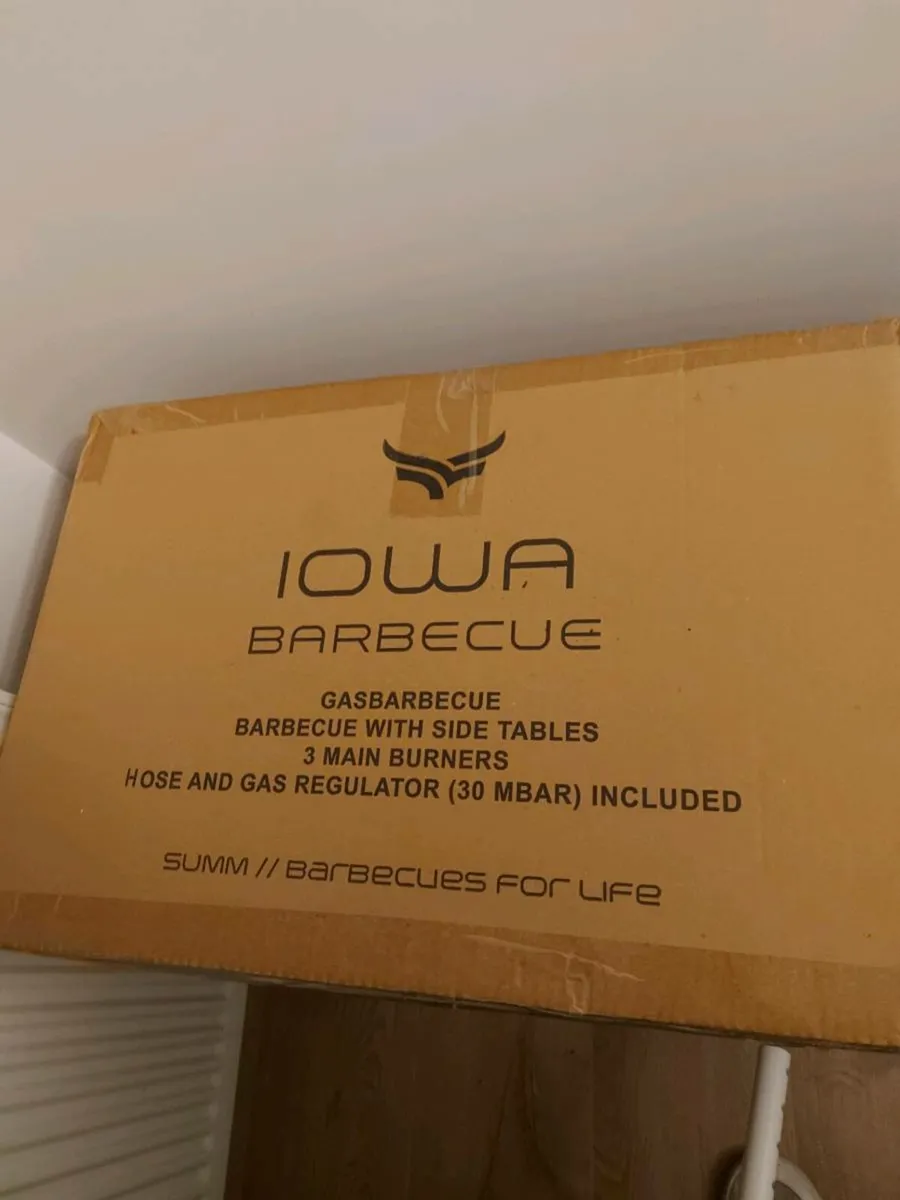 IOWA
BARBECUE
GASBARBECUE
BARBECUE WITH SIDE TABLES
3 MAIN BURNERS
HOSE AND GAS REGULATOR (30 MBAR) INCLUDED
SUMM // BARBECUES FOR LIFE